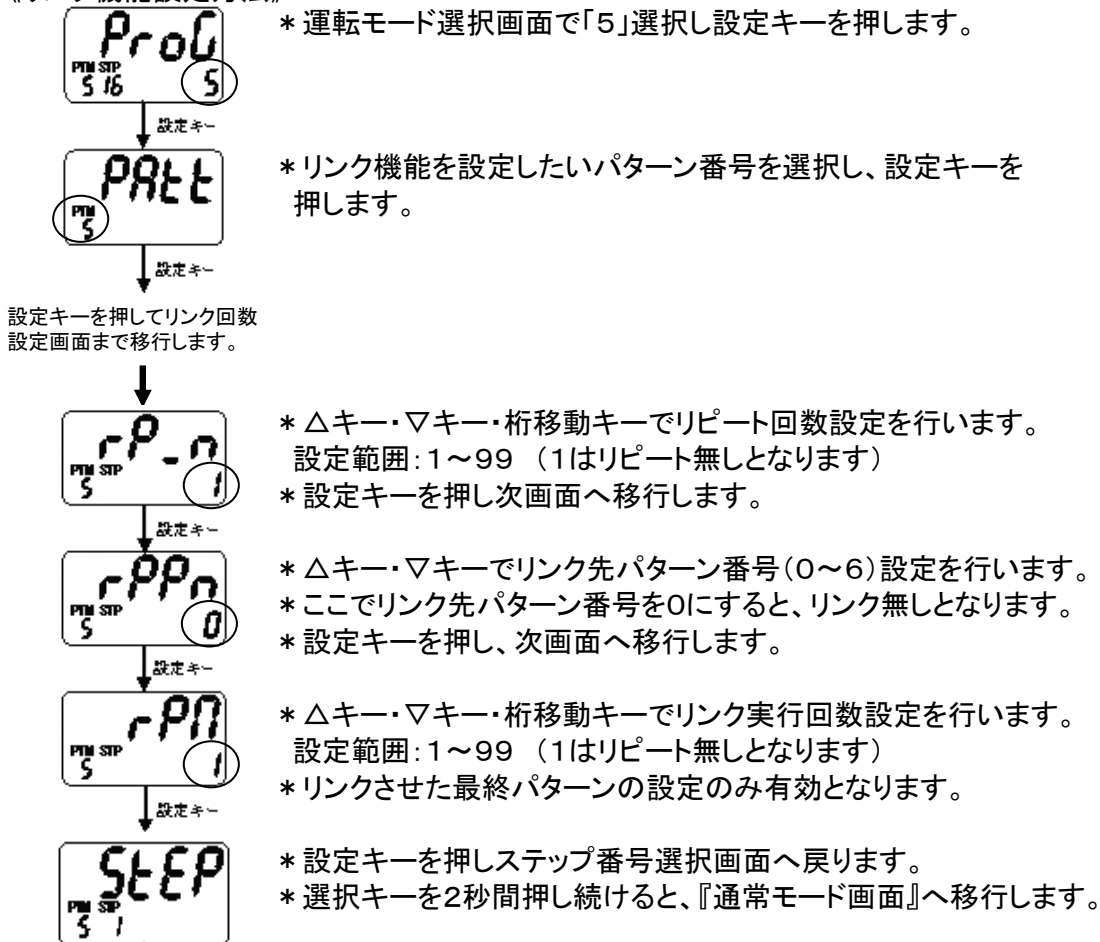 ProG
＊運転モード選択画面で「５」選択し設定キーを押します。
PTN STP
5 16 5
設定キー
PAtt
＊リンク機能を設定したいパターン番号を選択し、設定キーを
押します。
PTN
5
設定キー
設定キーを押してリンク回数
設定画面まで移行します。
rP_n
＊△キー・▽キー・桁移動キーでリピート回数設定を行います。
設定範囲：１～９９　（１はリピート無しとなります）
PTN STP
5 1
＊設定キーを押し次画面へ移行します。
設定キー
rPPn
＊△キー・▽キーでリンク先パターン番号（０～６）設定を行います。
PTN STP
5 0
＊ここでリンク先パターン番号を０にすると、リンク無しとなります。
＊設定キーを押し、次画面へ移行します。
設定キー
rPM
＊△キー・▽キー・桁移動キーでリンク実行回数設定を行います。
設定範囲：１～９９　（１はリピート無しとなります）
PTN STP
5 1
＊リンクさせた最終パターンの設定のみ有効となります。
設定キー
StEP
＊設定キーを押しステップ番号選択画面へ戻ります。
＊選択キーを２秒間押し続けると、『通常モード画面』へ移行します。
PTN STP
5 1